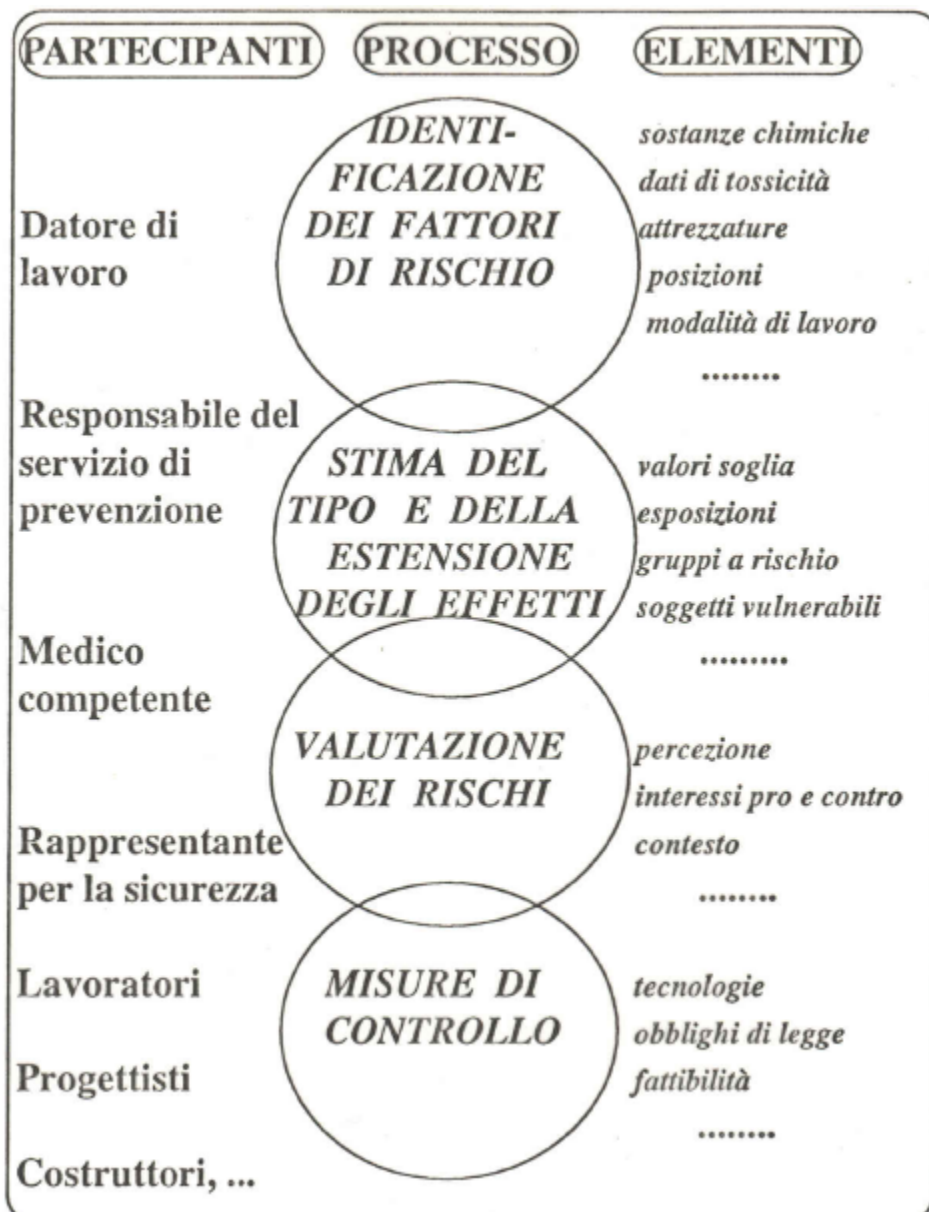 PARTECIPANTI PROCESSO ELEMENTI
IDENTI-
FICAZIONE
DEI FATTORI
DI RISCHIO
sostanze chimiche
dati di tossicità
attrezzature
posizioni
modalità di lavoro
........
Datore di
lavoro
Responsabile del
servizio di
prevenzione
STIMA DEL
TIPO E DELLA
ESTENSIONE
DEGLI EFFETTI
valori soglia
esposizioni
gruppi a rischio
soggetti vulnerabili
.........
Medico
competente
VALUTAZIONE
DEI RISCHI
percezione
interessi pro e contro
contesto
........
Rappresentante
per la sicurezza
Lavoratori
Progettisti
Costruttori, ...
MISURE DI
CONTROLLO
tecnologie
obblighi di legge
fattibilità
........